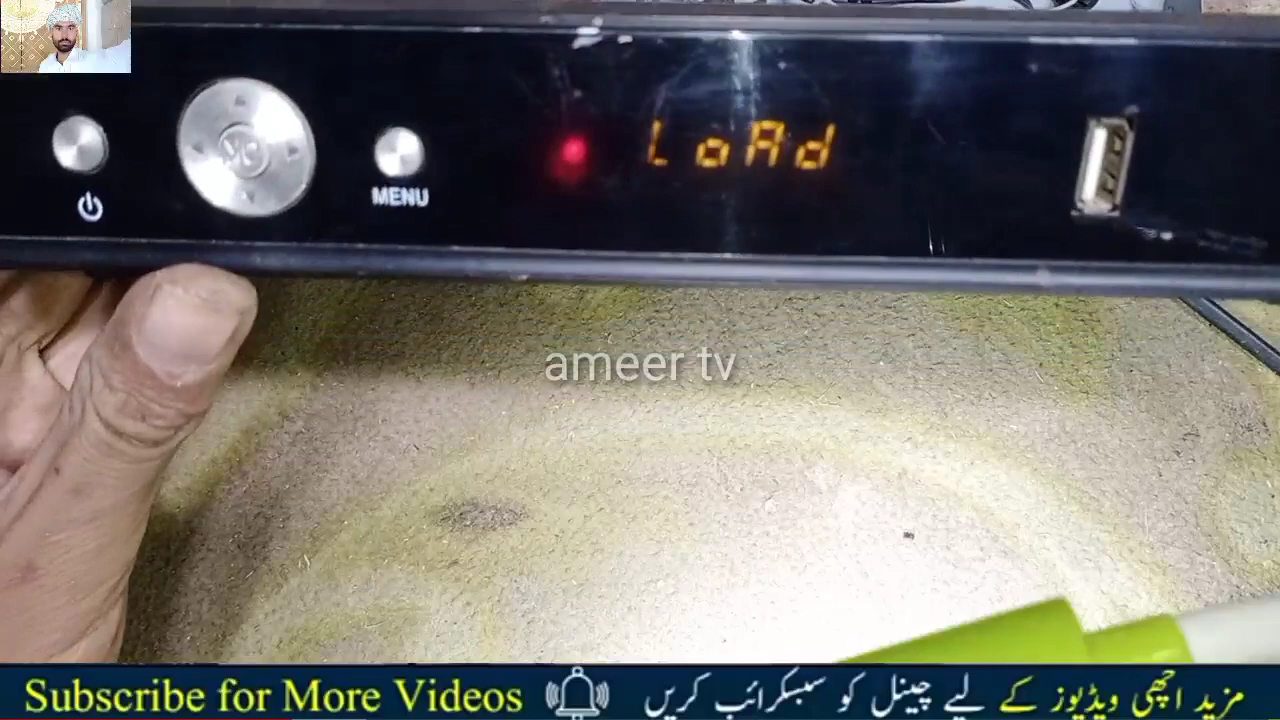 LoAd
MENU
ameer tv
Subscribe for More Videos
مزید اچھی ویڈیوز کے لیے چینل کو سبسکرائب کریں